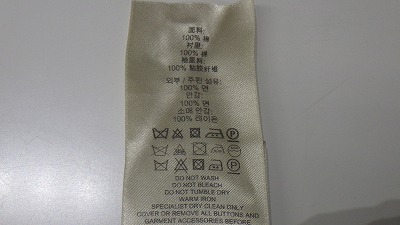 面料:
100% 棉
衬里:
100% 棉
袖里料:
100% 粘胶纤维
외부 / 주된 섬유:
100% 면
안감:
100% 면
소매 안감:
100% 레이온
DO NOT WASH
DO NOT BLEACH
DO NOT TUMBLE DRY
WARM IRON
SPECIALIST DRY CLEAN ONLY
COVER OR REMOVE ALL BUTTONS AND
GARMENT ACCESSORIES BEFORE